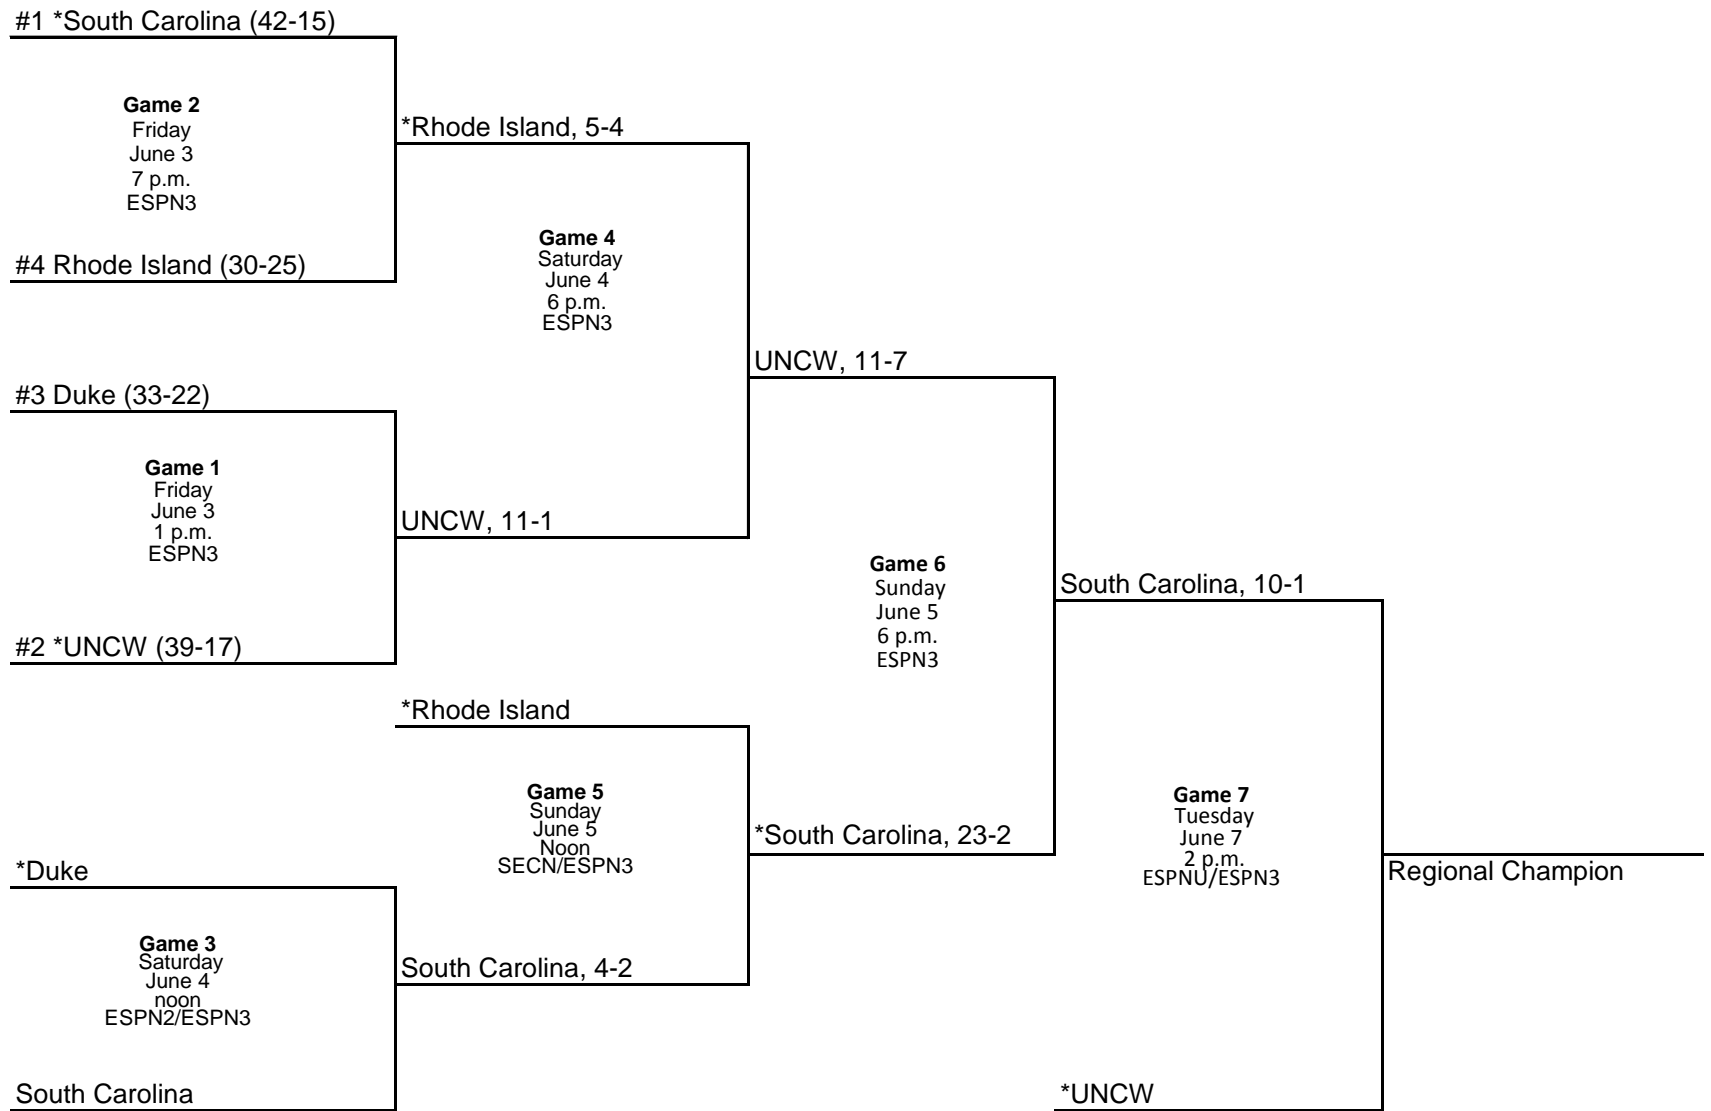 #1 *South Carolina (42-15)
Game 2
Friday
June 3
7 p.m.
ESPN3
#4 Rhode Island (30-25)
*Rhode Island, 5-4
Game 4
Saturday
June 4
6 p.m.
ESPN3
#3 Duke (33-22)
Game 1
Friday
June 3
1 p.m.
ESPN3
#2 *UNCW (39-17)
UNCW, 11-1
UNCW, 11-7
Game 6
Sunday
June 5
6 p.m.
ESPN3
South Carolina, 10-1
*Rhode Island
Game 5
Sunday
June 5
Noon
SECN/ESPN3
*South Carolina, 23-2
*Duke
Game 3
Saturday
June 4
noon
ESPN2/ESPN3
South Carolina
South Carolina, 4-2
Game 7
Tuesday
June 7
2 p.m.
ESPNU/ESPN3
*UNCW
Regional Champion